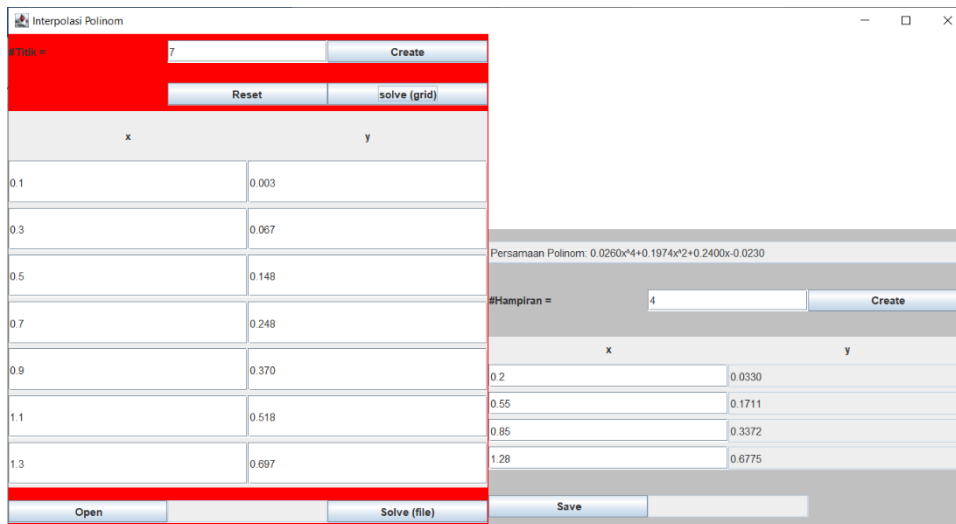 Interpolasi Polinom
#Titik = 7 Create
Reset solve (grid)
x y
0.1 0.003
0.3 0.067
0.5 0.148
0.7 0.248
0.9 0.370
1.1 0.518
1.3 0.697
Open Solve (file)
Persamaan Polinom: 0.0260x^4+0.1974x^2+0.2400x-0.0230
#Hampiran = 4 Create
x y
0.2 0.0330
0.55 0.1711
0.85 0.3372
1.28 0.6775
Save